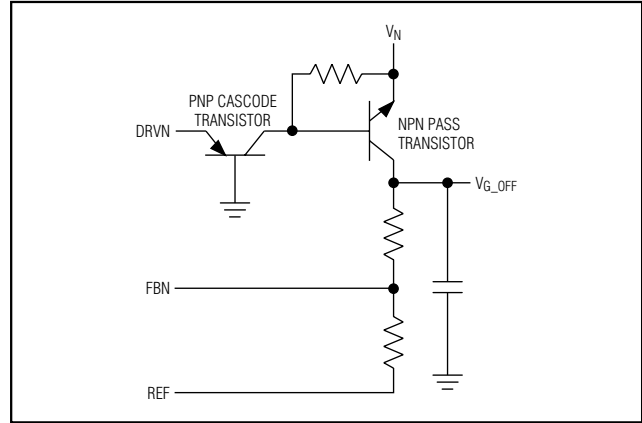 V_N
PNP CASCODE
TRANSISTOR
DRVN
NPN PASS
TRANSISTOR
V_G_OFF
FBN
REF